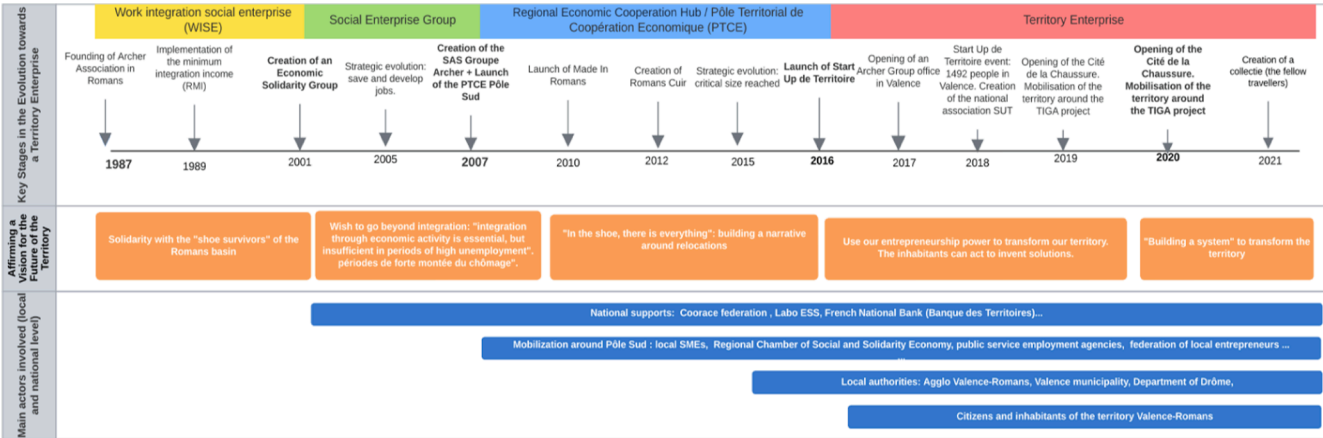 Key Stages in the Evolution towards
a Territory Enterprise
Work integration social enterprise
(WISE)
Social Enterprise Group
Regional Economic Cooperation Hub / Pôle Territorial de
Coopération Economique (PTCE)
Territory Enterprise
Founding of Archer
Association in
Romans
Implementation of
the minimum
integration income
(RMI)
Creation of an
Economic
Solidarity Group
Strategic evolution:
save and develop
jobs.
Creation of the
SAS Groupe
Archer + Launch
of the PTCE Pôle
Sud
Launch of Made In
Romans
Creation of
Romans Cuir
Strategic evolution:
critical size reached
Launch of Start
Up de Territoire
Opening of an
Archer Group office
in Valence
Start Up de
Territoire event:
1492 people in
Valence. Creation
of the national
association SUT
Opening of the Cité
de la Chaussure.
Mobilisation of the
territory around the
TIGA project
Opening of the
Cité de la
Chaussure.
Mobilisation of the
territory around
the TIGA project
Creation of a
collectie (the fellow
travellers)
1987
1989
2001
2005
2007
2010
2012
2015
2016
2017
2018
2019
2020
2021
Affirming a
Vision for the
Future of the
Territory
Solidarity with the "shoe survivors" of the
Romans basin
Wish to go beyond integration: "integration
through economic activity is essential, but
insufficient in periods of high unemployment".
périodes de forte montée du chômage".
"In the shoe, there is everything": building a narrative
around relocations
Use our entrepreneurship power to transform our territory.
The inhabitants can act to invent solutions.
"Building a system" to transform the
territory
Main actors involved (local
and national level)
National supports: Coorace federation , Labo ESS, French National Bank (Banque des Territoires)...
Mobilization around Pôle Sud : local SMEs, Regional Chamber of Social and Solidarity Economy, public service employment agencies, federation of local entrepreneurs ...
...
Local authorities: Agglo Valence-Romans, Valence municipality, Department of Drôme,
Citizens and inhabitants of the territory Valence-Romans